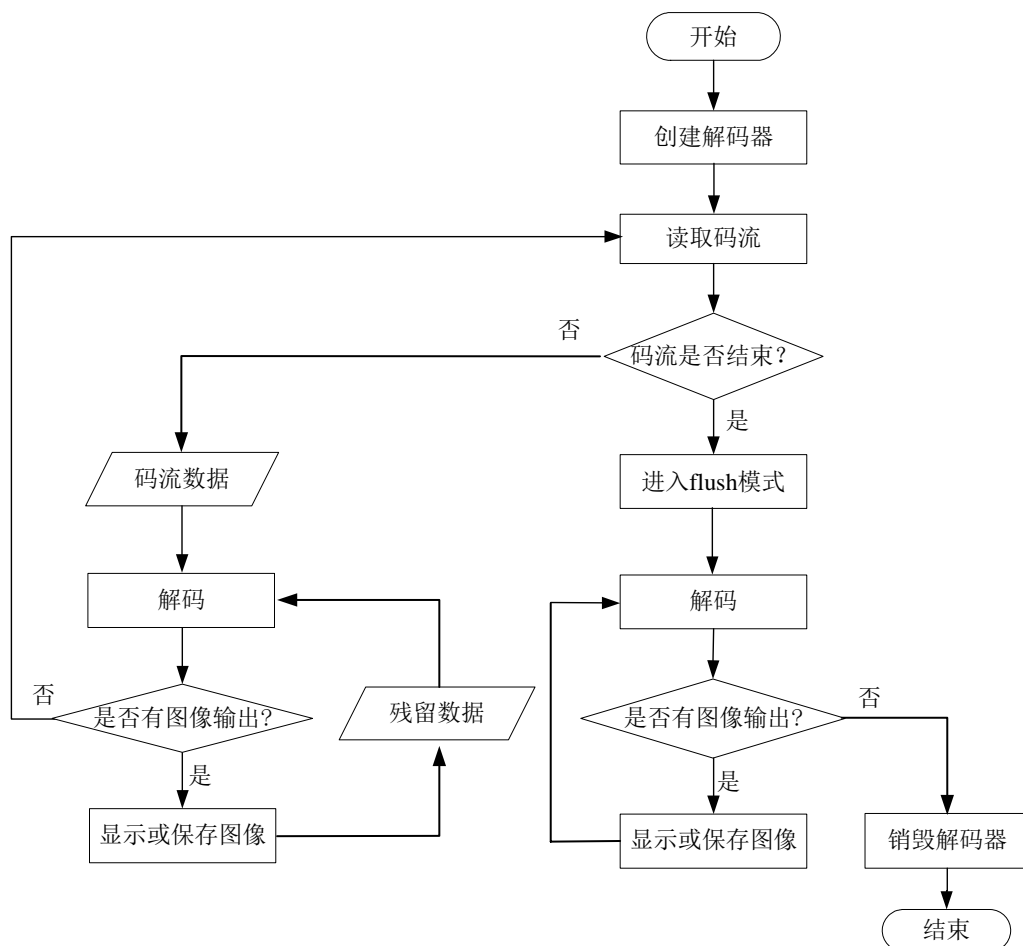 开始
创建解码器
读取码流
否
码流是否结束？
是
码流数据
进入flush模式
解码
解码
否
是否有图像输出?
残留数据
是否有图像输出?
否
是
是
显示或保存图像
显示或保存图像
销毁解码器
结束